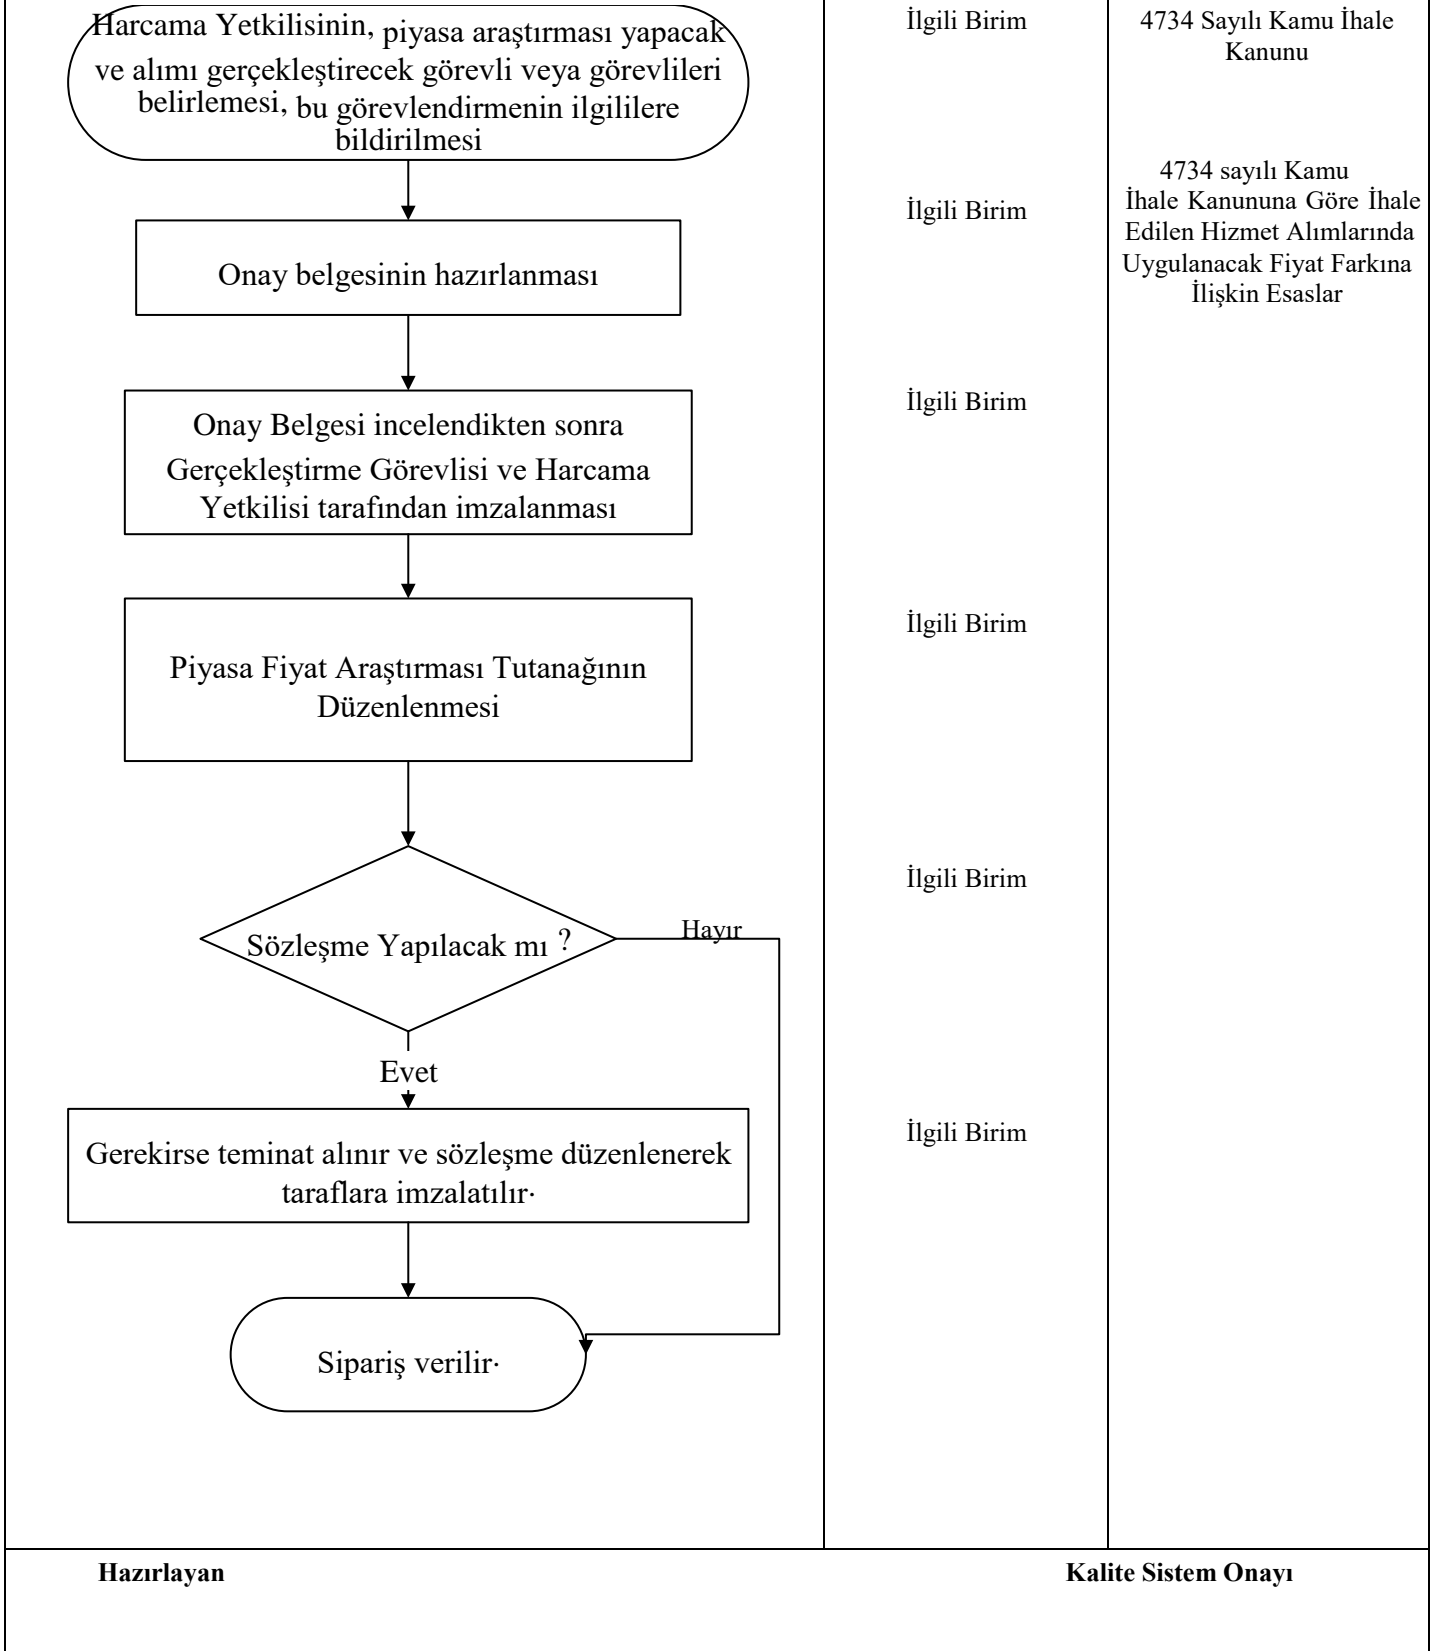 Harcama Yetkilisinin, piyasa araştırması yapacak
ve alımı gerçekleştirecek görevli veya görevlileri
belirlemesi, bu görevlendirmenin ilgililere
bildirilmesi
İlgili Birim
4734 Sayılı Kamu İhale
Kanunu
Onay belgesinin hazırlanması
İlgili Birim
4734 sayılı Kamu
İhale Kanununa Göre İhale
Edilen Hizmet Alımlarında
Uygulanacak Fiyat Farkına
İlişkin Esaslar
Onay Belgesi incelendikten sonra
Gerçekleştirme Görevlisi ve Harcama
Yetkilisi tarafından imzalanması
İlgili Birim
Piyasa Fiyat Araştırması Tutanağının
Düzenlenmesi
İlgili Birim
Sözleşme Yapılacak mı ?
Hayır
İlgili Birim
Evet
Gerekirse teminat alınır ve sözleşme düzenlenerek
taraflara imzalatılır.
İlgili Birim
Sipariş verilir.
Hazırlayan
Kalite Sistem Onayı